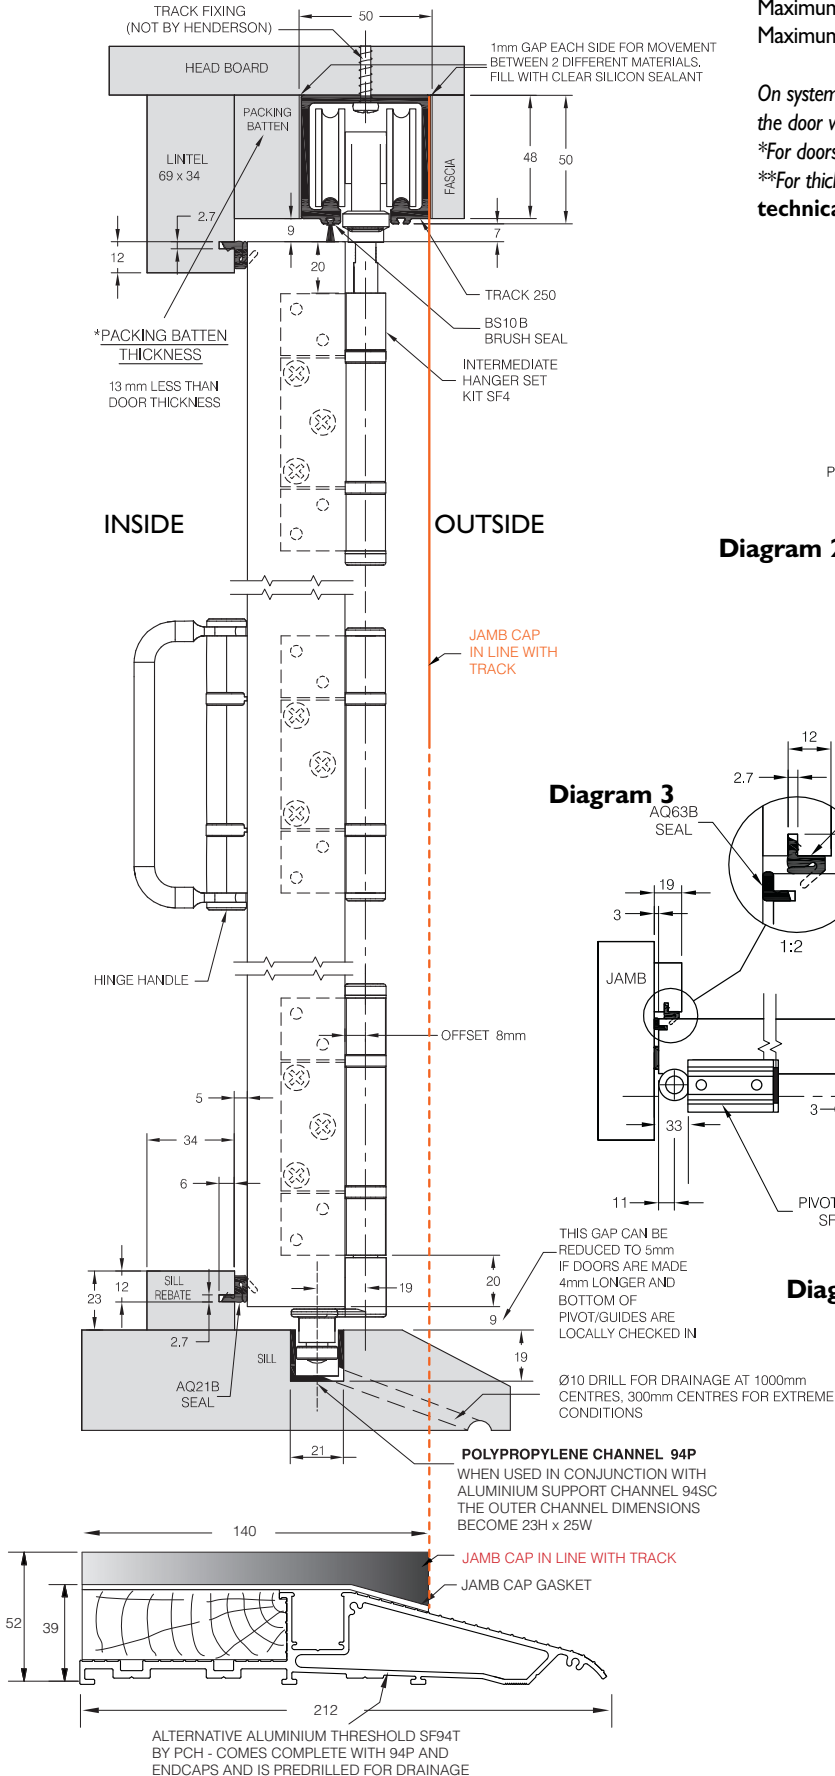 TRACK FIXING
(NOT BY HENDERSON)
50
Maximum
Maximum
1mm GAP EACH SIDE FOR MOVEMENT
BETWEEN 2 DIFFERENT MATERIALS.
FILL WITH CLEAR SILICON SEALANT
HEAD BOARD
On system
the door w
*For doors
**For thick
technica
PACKING
BATTEN
LINTEL
69 x 34
FASCIA
48
50
2.7
9
7
12
20
TRACK 250
BS10B
BRUSH SEAL
*PACKING BATTEN
THICKNESS
INTERMEDIATE
HANGER SET
KIT SF4
13 mm LESS THAN
DOOR THICKNESS
P
INSIDE
OUTSIDE
Diagram 2
JAMB CAP
IN LINE WITH
TRACK
12
2.7
Diagram 3
AQ63B
SEAL
19
3
1:2
HINGE HANDLE
JAMB
OFFSET 8mm
5
3
33
34
6
11
PIVOT
SF
THIS GAP CAN BE
REDUCED TO 5mm
IF DOORS ARE MADE
4mm LONGER AND
BOTTOM OF
PIVOT/GUIDES ARE
LOCALLY CHECKED IN
SILL
REBATE
12
23
19
20
9
Diag
2.7
SILL
19
AQ21B
SEAL
Ø10 DRILL FOR DRAINAGE AT 1000mm
CENTRES, 300mm CENTRES FOR EXTREME
CONDITIONS
21
POLYPROPYLENE CHANNEL 94P
WHEN USED IN CONJUNCTION WITH
ALUMINIUM SUPPORT CHANNEL 94SC
THE OUTER CHANNEL DIMENSIONS
BECOME 23H x 25W
140
JAMB CAP IN LINE WITH TRACK
JAMB CAP GASKET
52
39
212
ALTERNATIVE ALUMINIUM THRESHOLD SF94T
BY PCH - COMES COMPLETE WITH 94P AND
ENDCAPS AND IS PREDRILLED FOR DRAINAGE